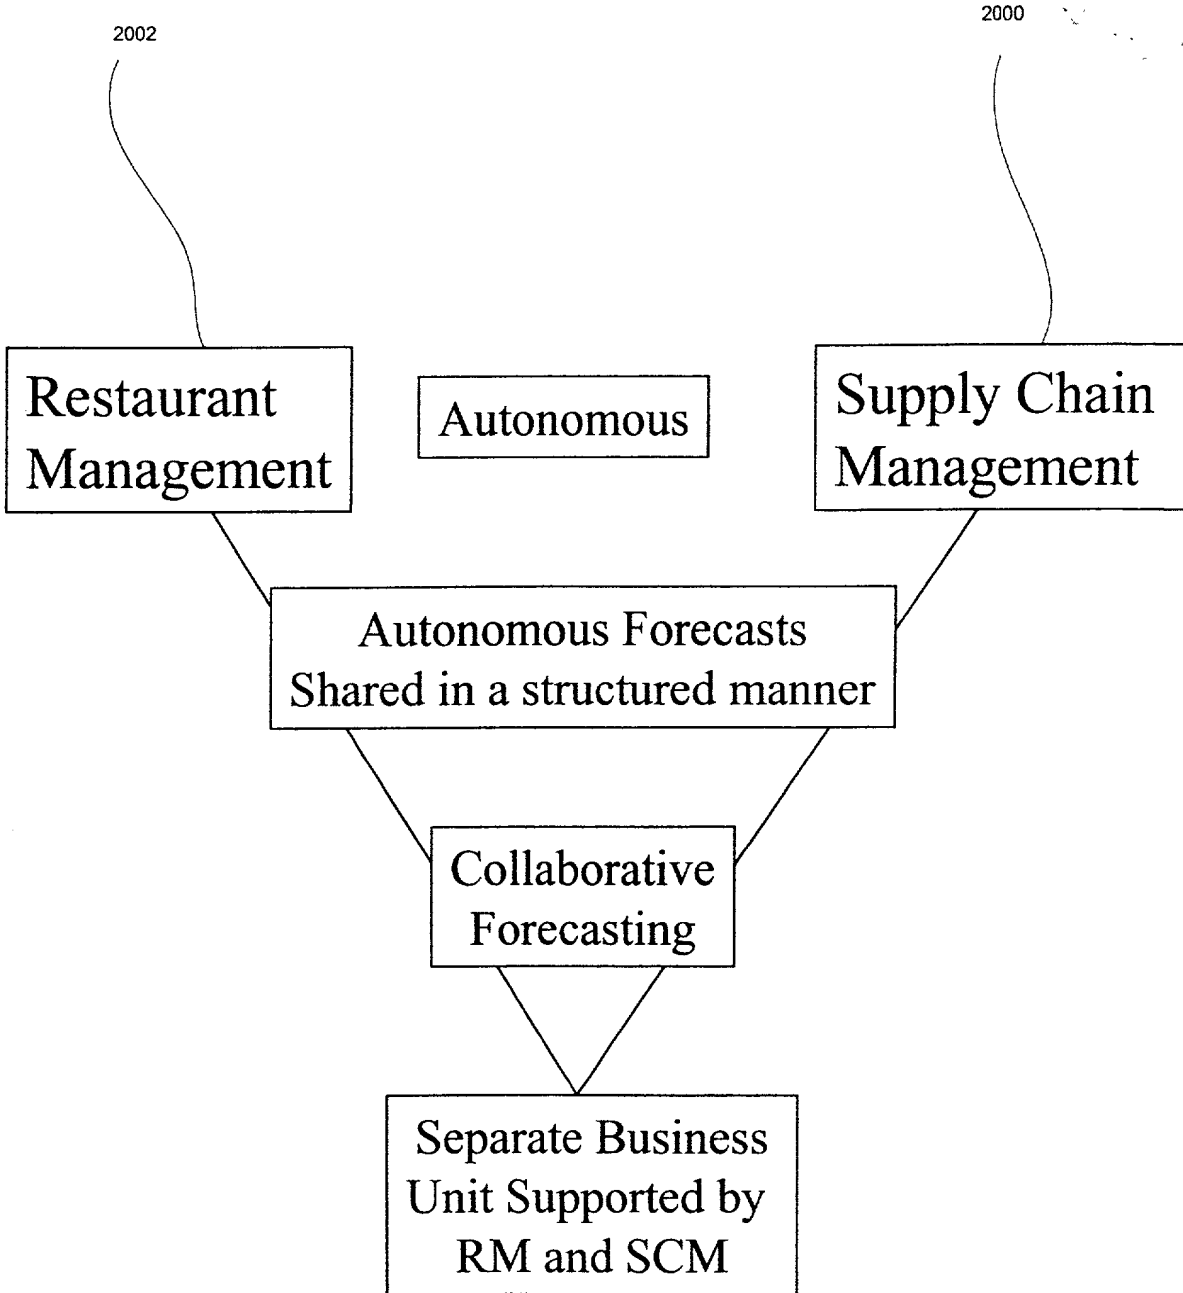 2002
2000
Restaurant
Management
Autonomous
Supply Chain
Management
Autonomous Forecasts
Shared in a structured manner
Collaborative
Forecasting
Separate Business
Unit Supported by
RM and SCM